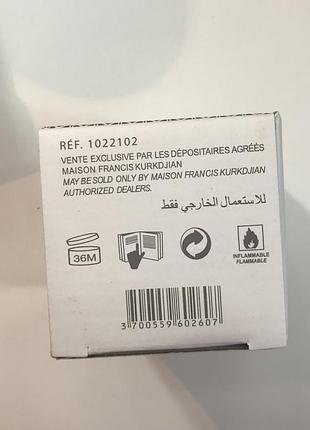 RÉF. 1022102
VENTE EXCLUSIVE PAR LES DÉPOSITAIRES AGRÉÉS
MAISON FRANCIS KURKDJIAN
MAY BE SOLD ONLY BY MAISON FRANCIS KURKDJIAN
AUTHORIZED DEALERS.
للاستعمال الخارجي فقط
36M
INFLAMMABLE
FLAMMABLE
3 700559 602607